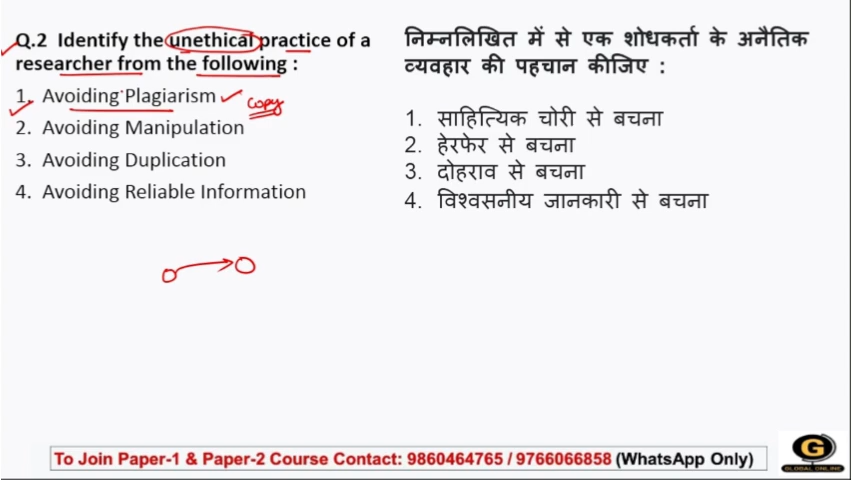 Q.2 Identify the unethical practice of a
researcher from the following :
1. Avoiding Plagiarism
copy
2. Avoiding Manipulation
3. Avoiding Duplication
4. Avoiding Reliable Information
निम्नलिखित में से एक शोधकर्ता के अनैतिक
व्यवहार की पहचान कीजिए :
1. साहित्यिक चोरी से बचना
2. हेरफेर से बचना
3. दोहराव से बचना
4. विश्वसनीय जानकारी से बचना
To Join Paper-1 & Paper-2 Course Contact: 9860464765 / 9766066858 (WhatsApp Only)
G
GLOBAL ONLINE